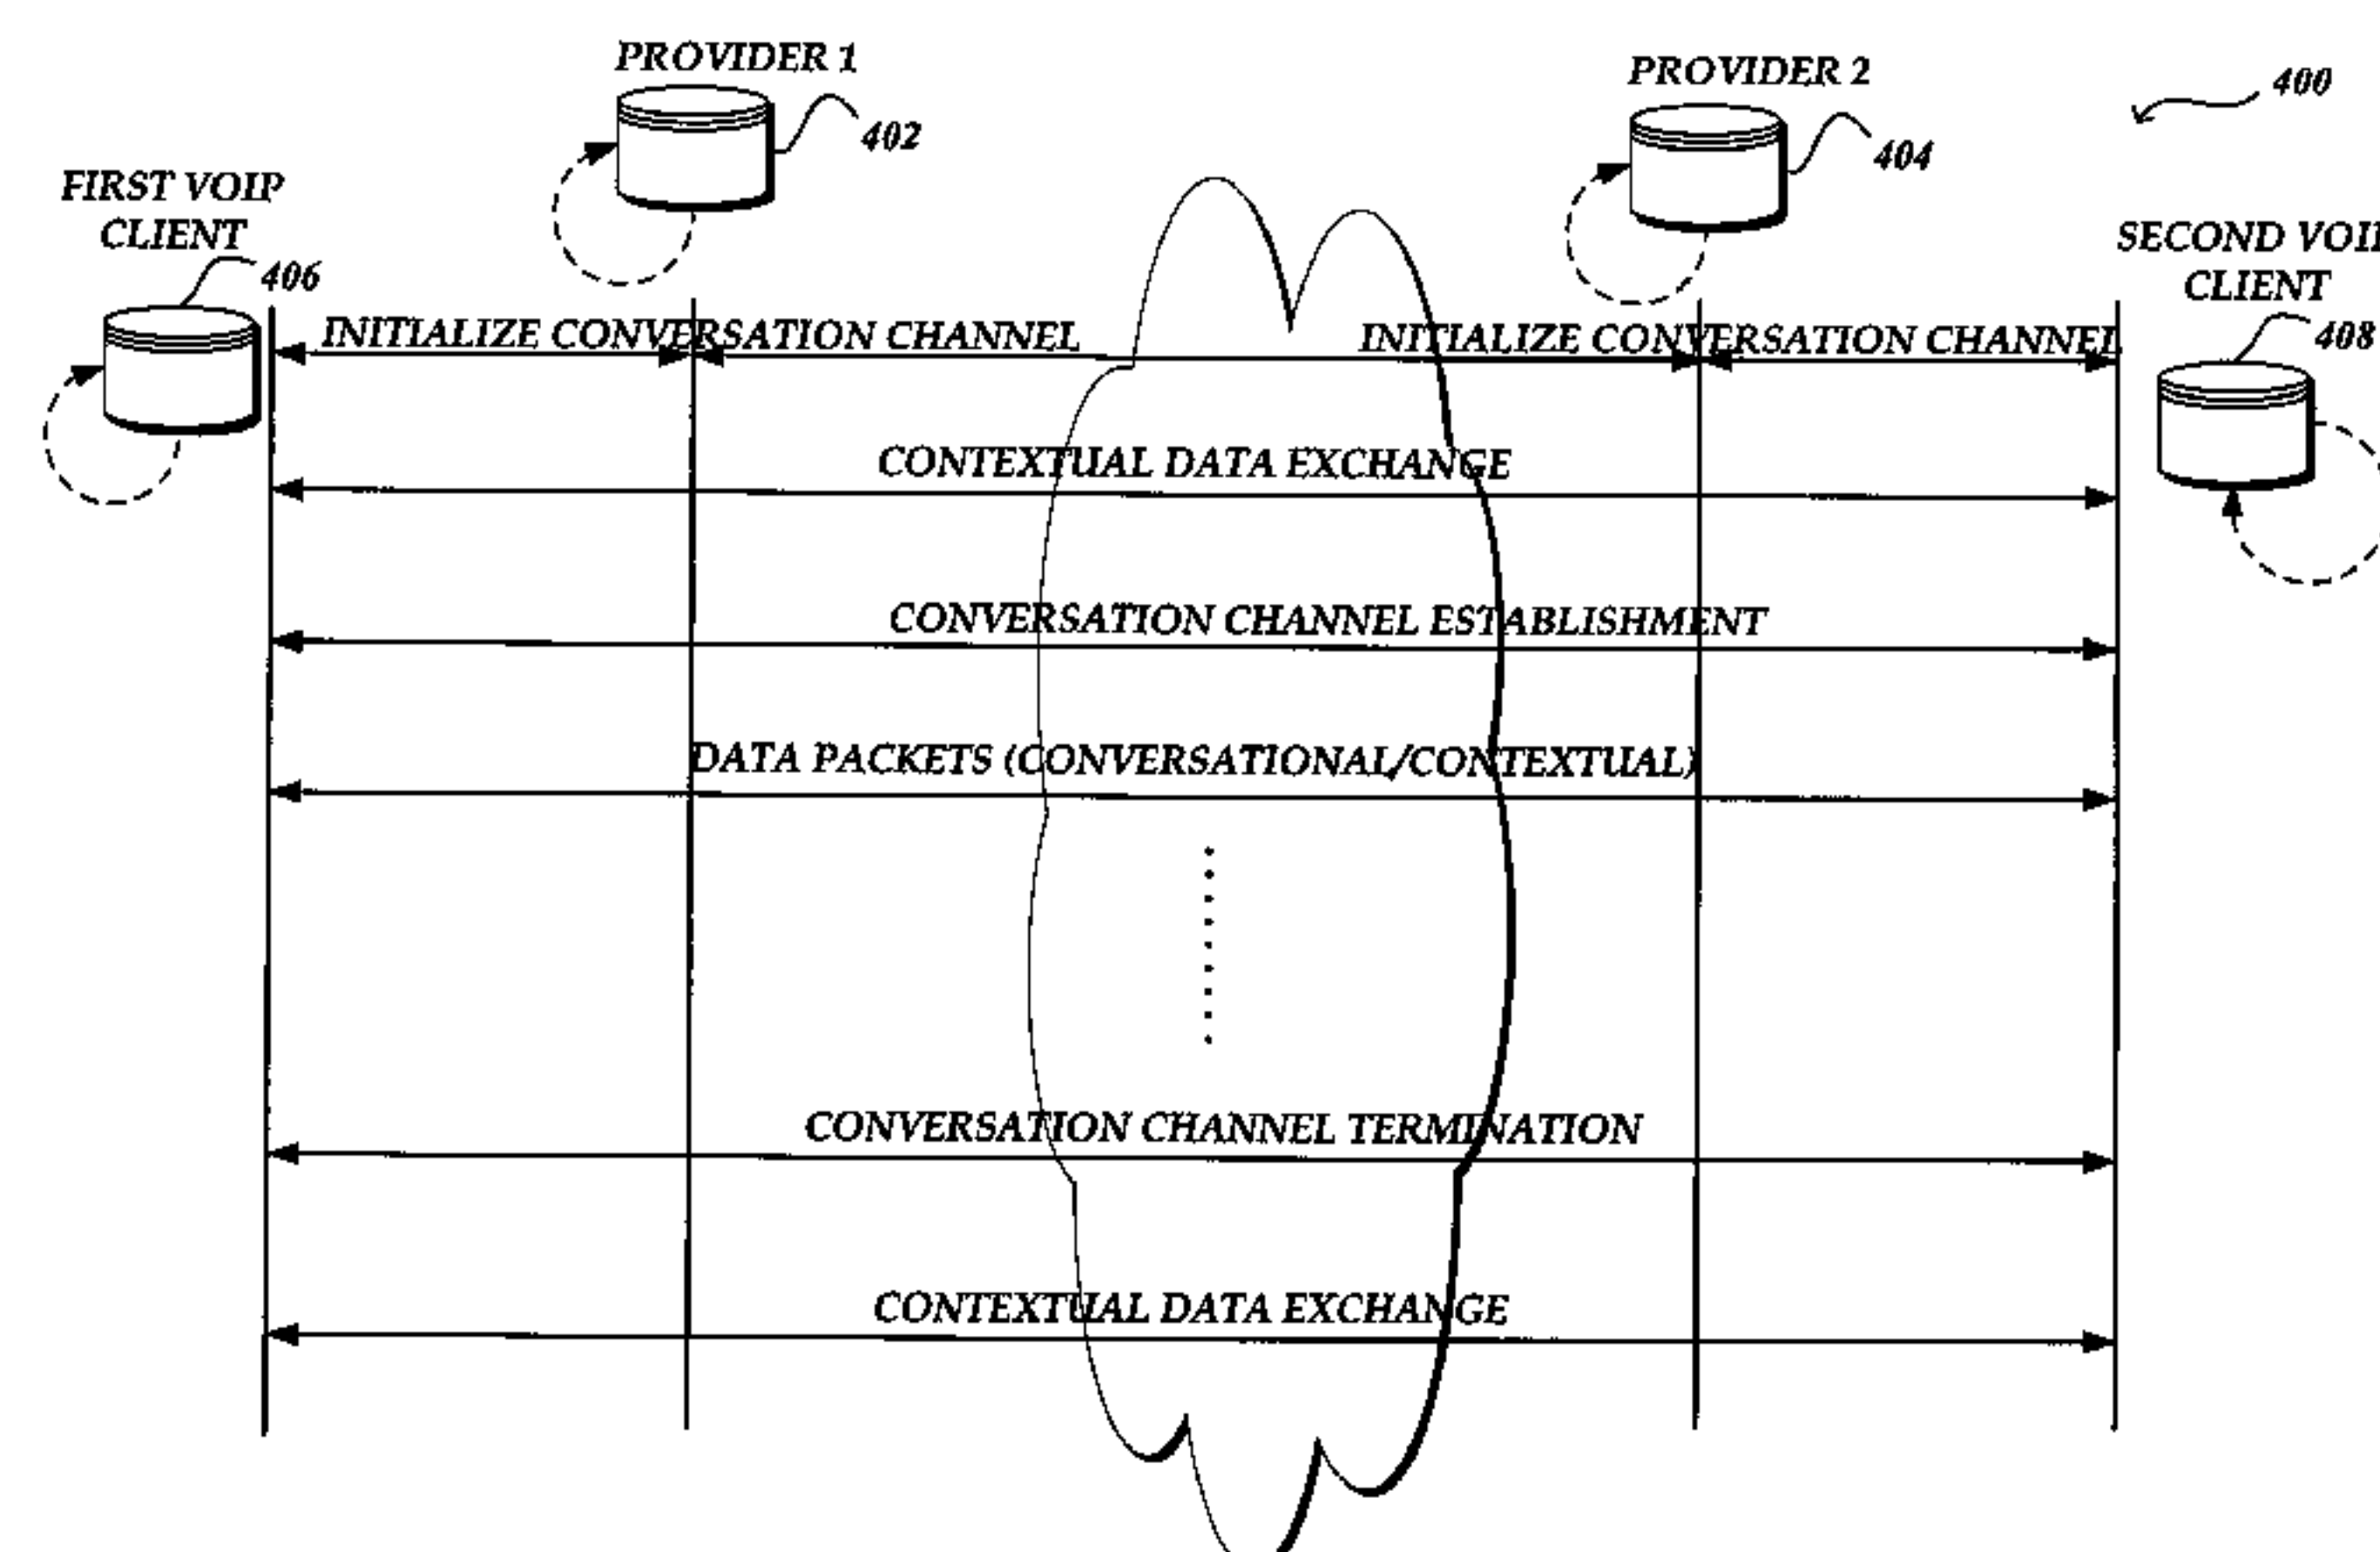 PROVIDER 1
PROVIDER 2
400
402
404
FIRST VOIP
CLIENT
406
SECOND VOIP
CLIENT
408
INITIALIZE CONVERSATION CHANNEL
INITIALIZE CONVERSATION CHANNEL
CONTEXTUAL DATA EXCHANGE
CONVERSATION CHANNEL ESTABLISHMENT
DATA PACKETS (CONVERSATIONAL/CONTEXTUAL)
CONVERSATION CHANNEL TERMINATION
CONTEXTUAL DATA EXCHANGE